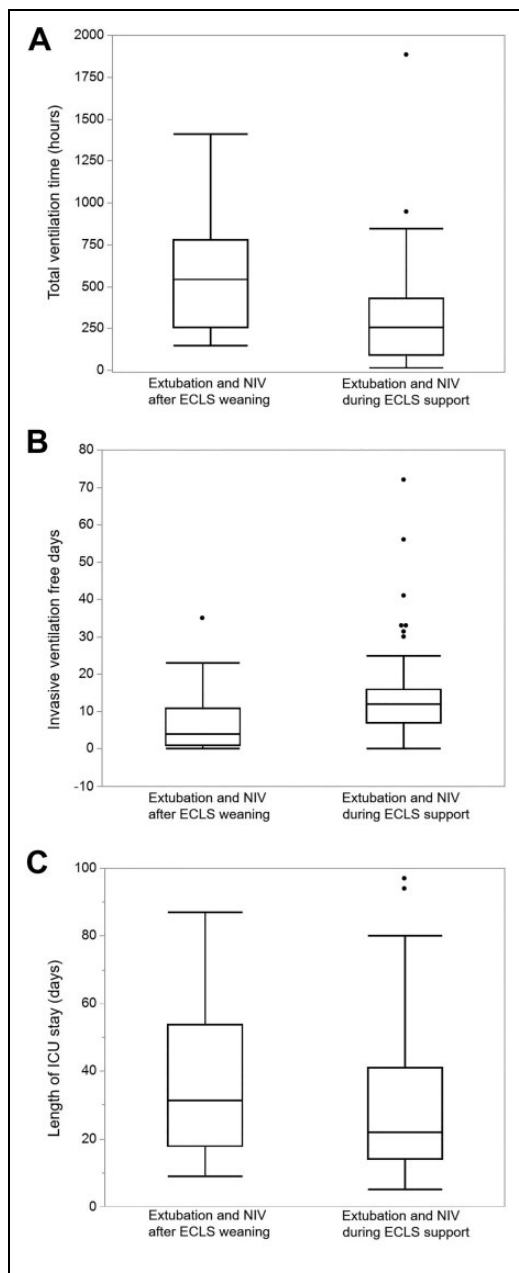 A
2000
1750
1500
1250
1000
750
500
250
0
Total ventilation time (hours)
Extubation and NIV
after ECLS weaning
Extubation and NIV
during ECLS support
B
80
70
60
50
40
30
20
10
0
-10
Invasive ventilation free days
Extubation and NIV
after ECLS weaning
Extubation and NIV
during ECLS support
C
100
80
60
40
20
0
Length of ICU stay (days)
Extubation and NIV
after ECLS weaning
Extubation and NIV
during ECLS support